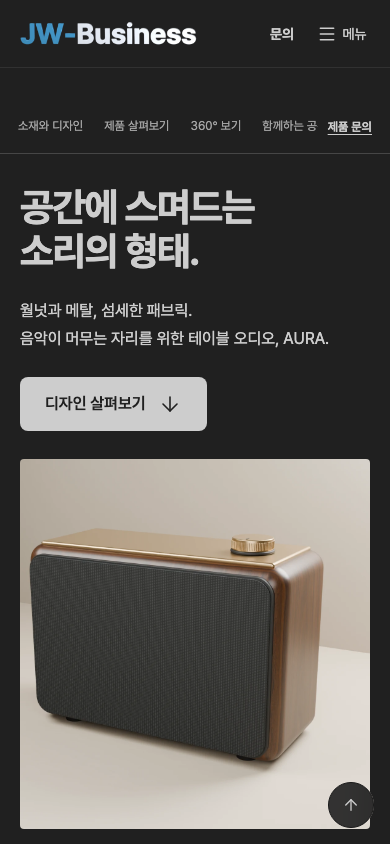 JW-Business
문의
메뉴
소재와 디자인
제품 살펴보기
360° 보기
함께하는 공
제품 문의
공간에 스며드는
소리의 형태.
월넛과 메탈, 섬세한 패브릭.
음악이 머무는 자리를 위한 테이블 오디오, AURA.
디자인 살펴보기